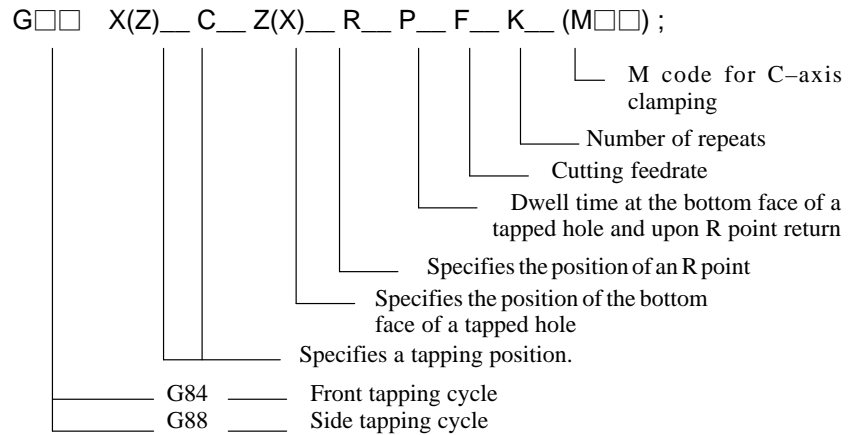 G□□ X(Z)__ C__ Z(X)__ R__ P__ F__ K__ (M□□) ;
M code for C–axis
clamping
Number of repeats
Cutting feedrate
Dwell time at the bottom face of a
tapped hole and upon R point return
Specifies the position of an R point
Specifies the position of the bottom
face of a tapped hole
Specifies a tapping position.
G84 Front tapping cycle
G88 Side tapping cycle